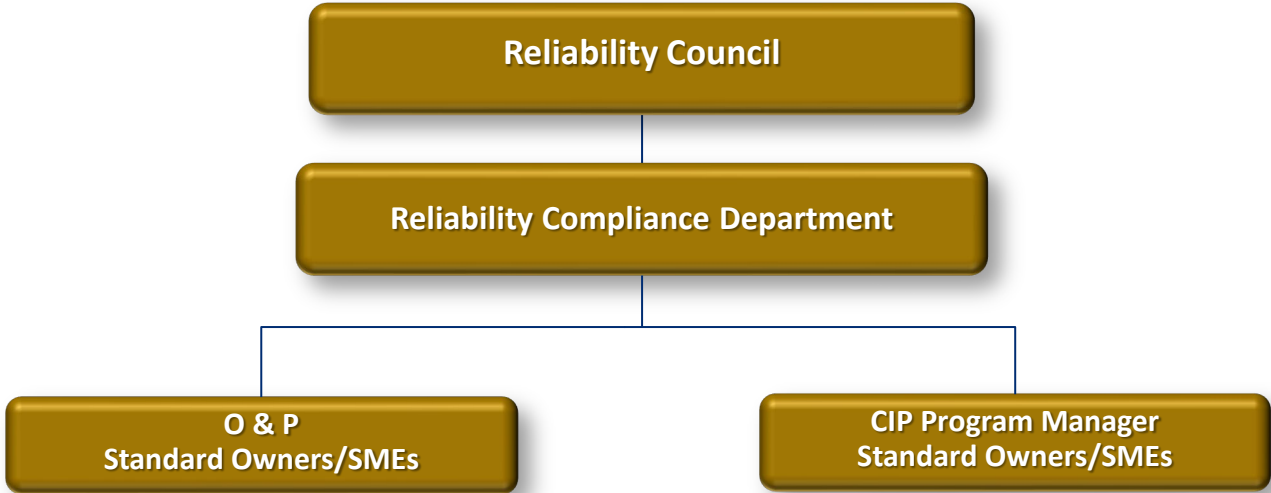 Reliability Council
Reliability Compliance Department
O & P
Standard Owners/SMEs
CIP Program Manager
Standard Owners/SMEs